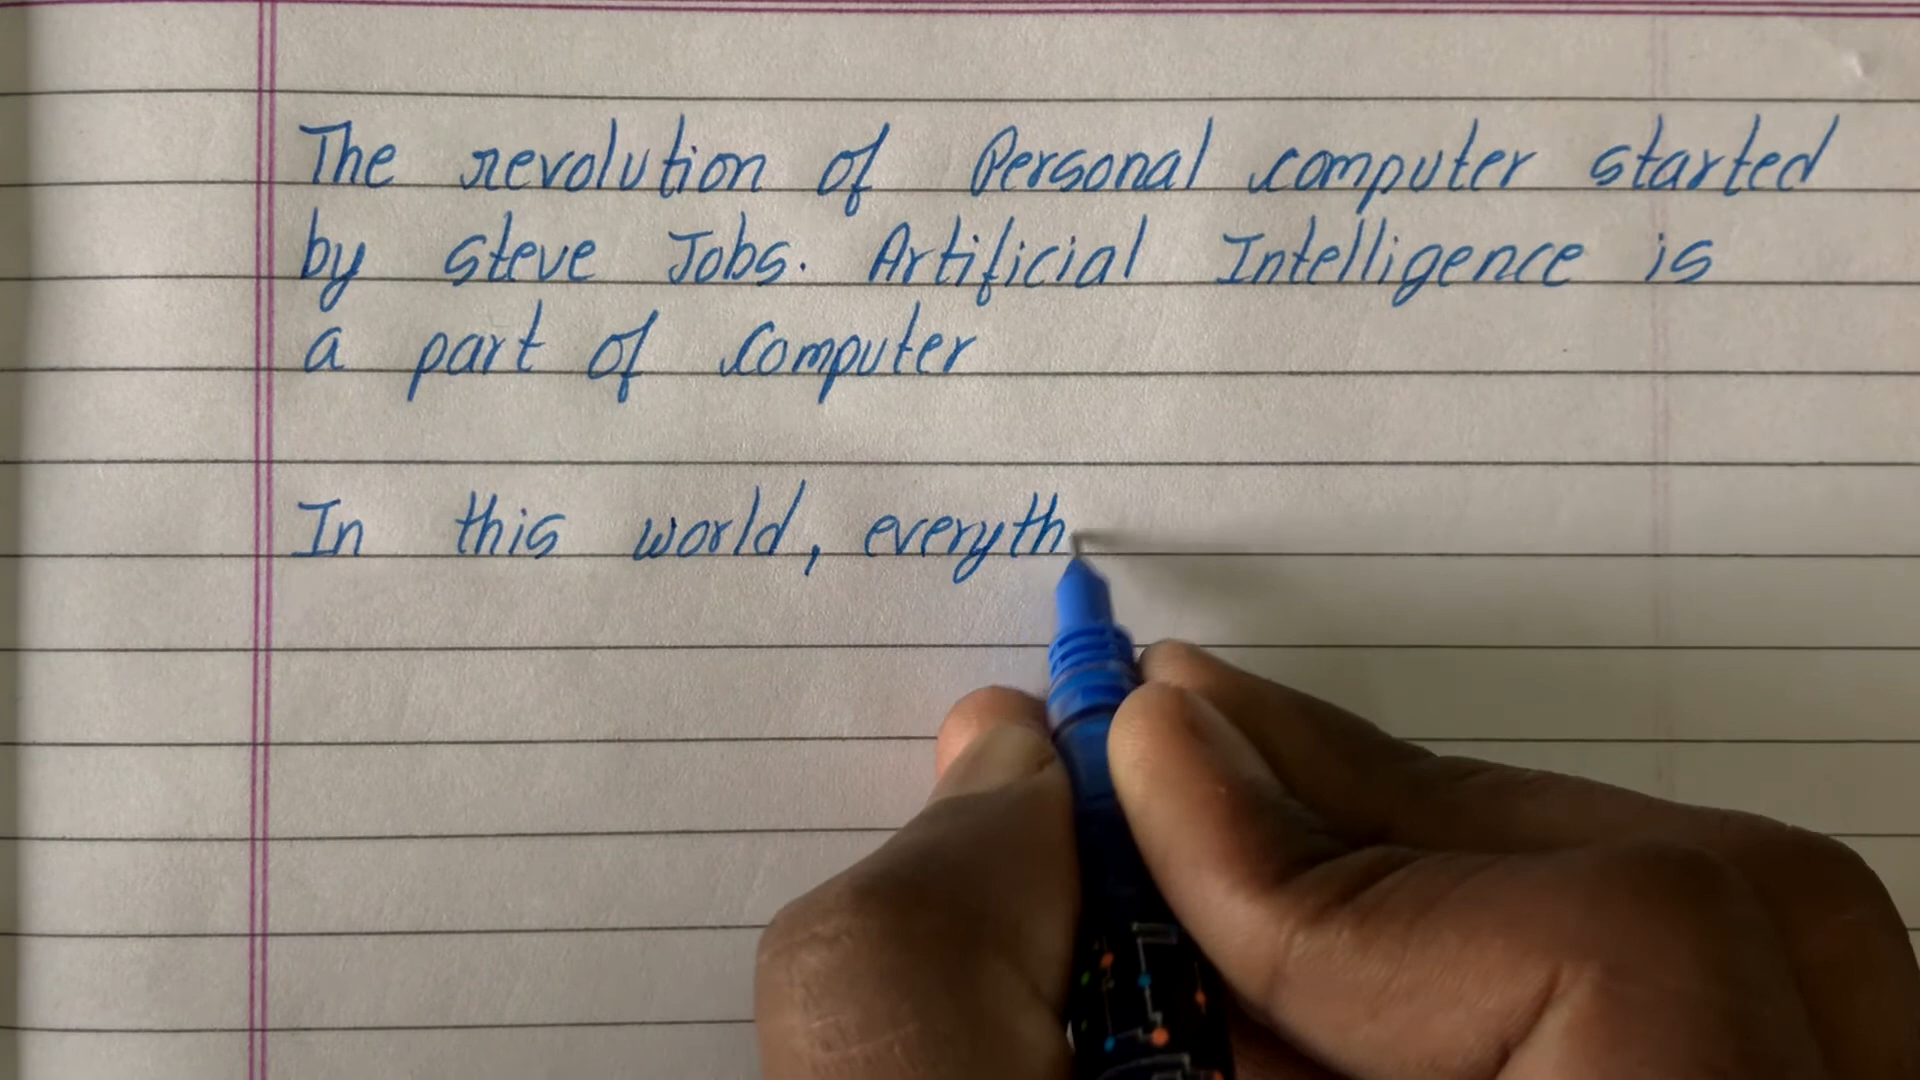 The revolution of Personal computer started
by Steve Jobs. Artificial Intelligence is
a part of Computer
In this world, everyth